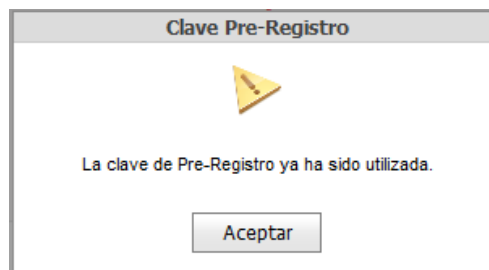 Clave Pre-Registro
La clave de Pre-Registro ya ha sido utilizada.
Aceptar